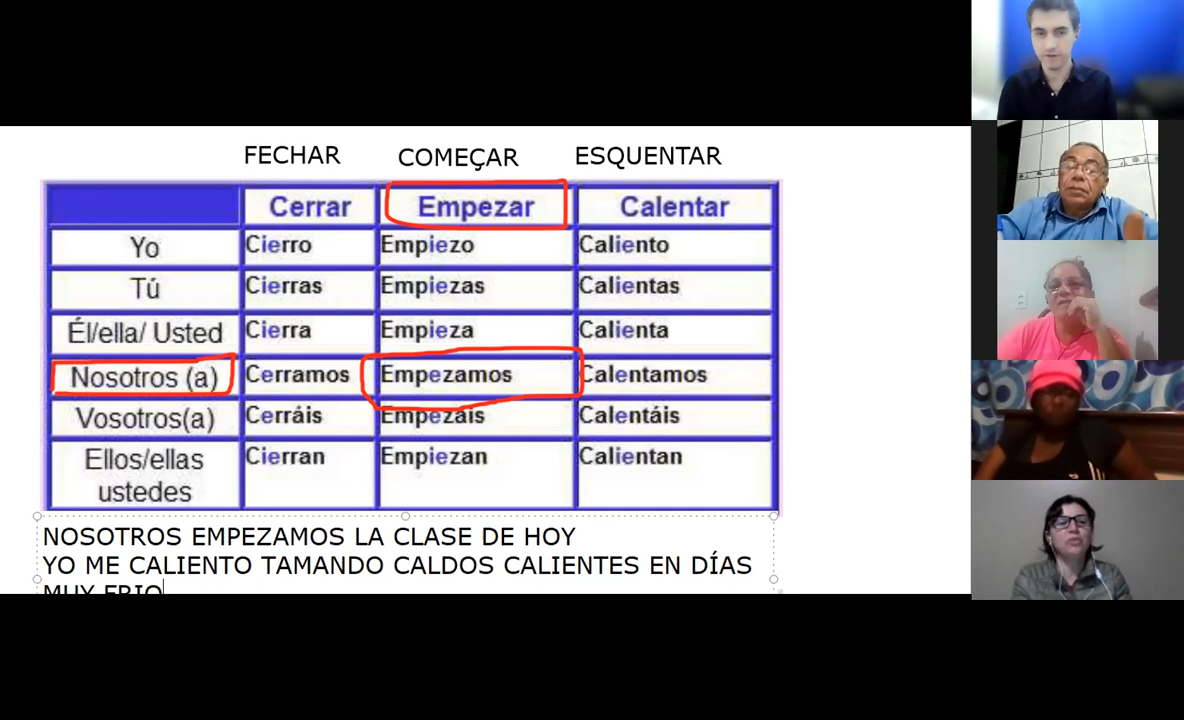 FECHAR COMEÇAR ESQUENTAR
Cerrar Empezar Calentar
Yo Cierro Empiezo Caliento
Tú Cierras Empiezas Calientas
Él/ella/ Usted Cierra Empieza Calienta
Nosotros (a) Cerramos Empezamos Calentamos
Vosotros(a) Cerráis Empezáis Calentáis
Ellos/ellas Cierran Empiezan Calientan
ustedes
NOSOTROS EMPEZAMOS LA CLASE DE HOY
YO ME CALIENTO TAMANDO CALDOS CALIENTES EN DÍAS
MUY FRIO